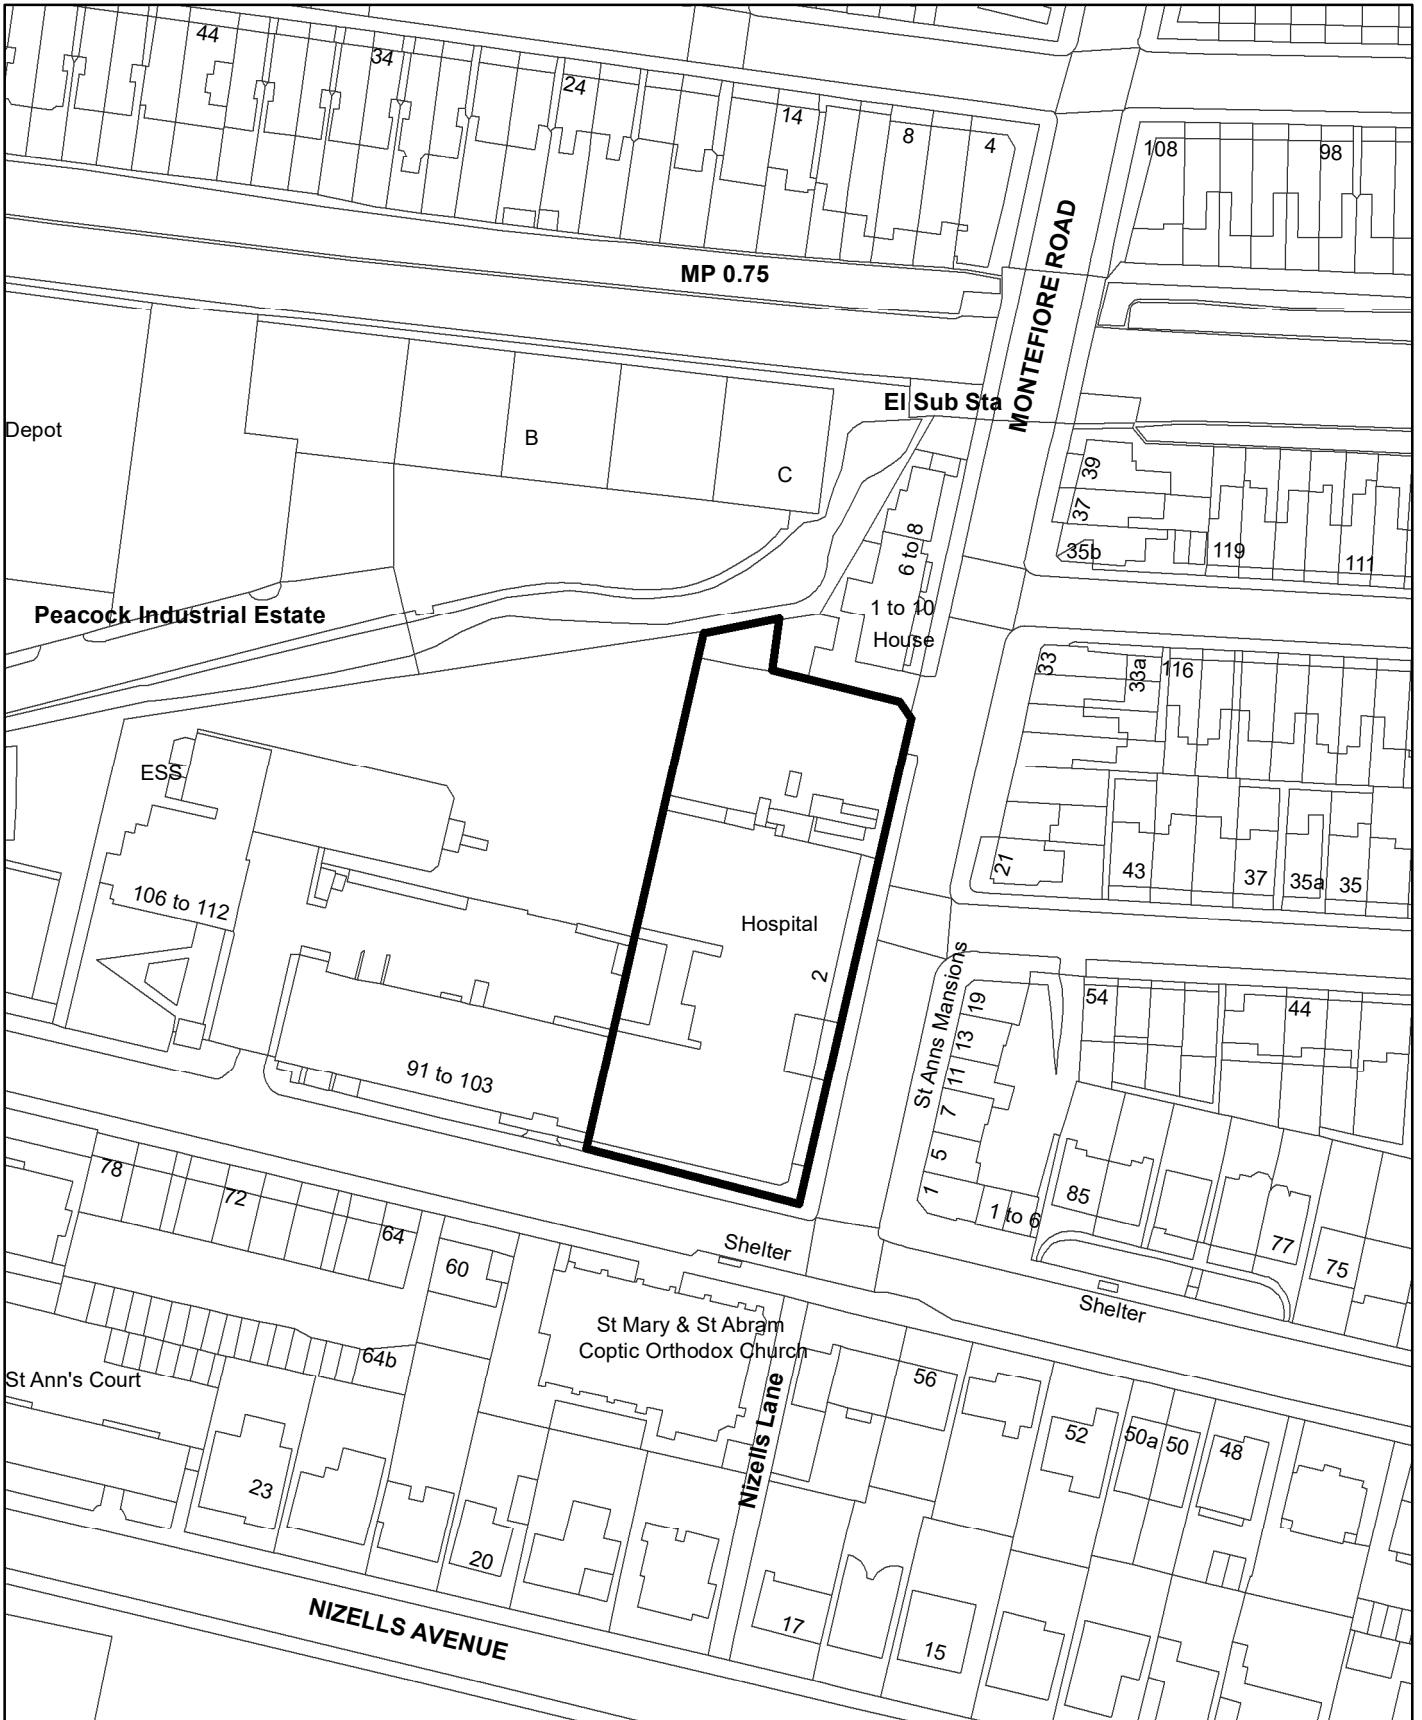 44
34
24
14
8
4
108
98
MONTEFIORE ROAD
MP 0.75
El Sub Sta
Depot
B
C
39
37
35b
119
111
6 to 8
1 to 10
House
Peacock Industrial Estate
33
33a
116
ESS
106 to 112
Hospital
2
21
43
37
35a
35
91 to 103
St Anns Mansions
19
13
11
7
5
1
1 to 6
54
44
85
77
75
78
72
64
60
Shelter
Shelter
St Mary & St Abram
Coptic Orthodox Church
64b
St Ann's Court
Nizells Lane
56
52
50a
50
48
23
20
17
15
NIZELLS AVENUE